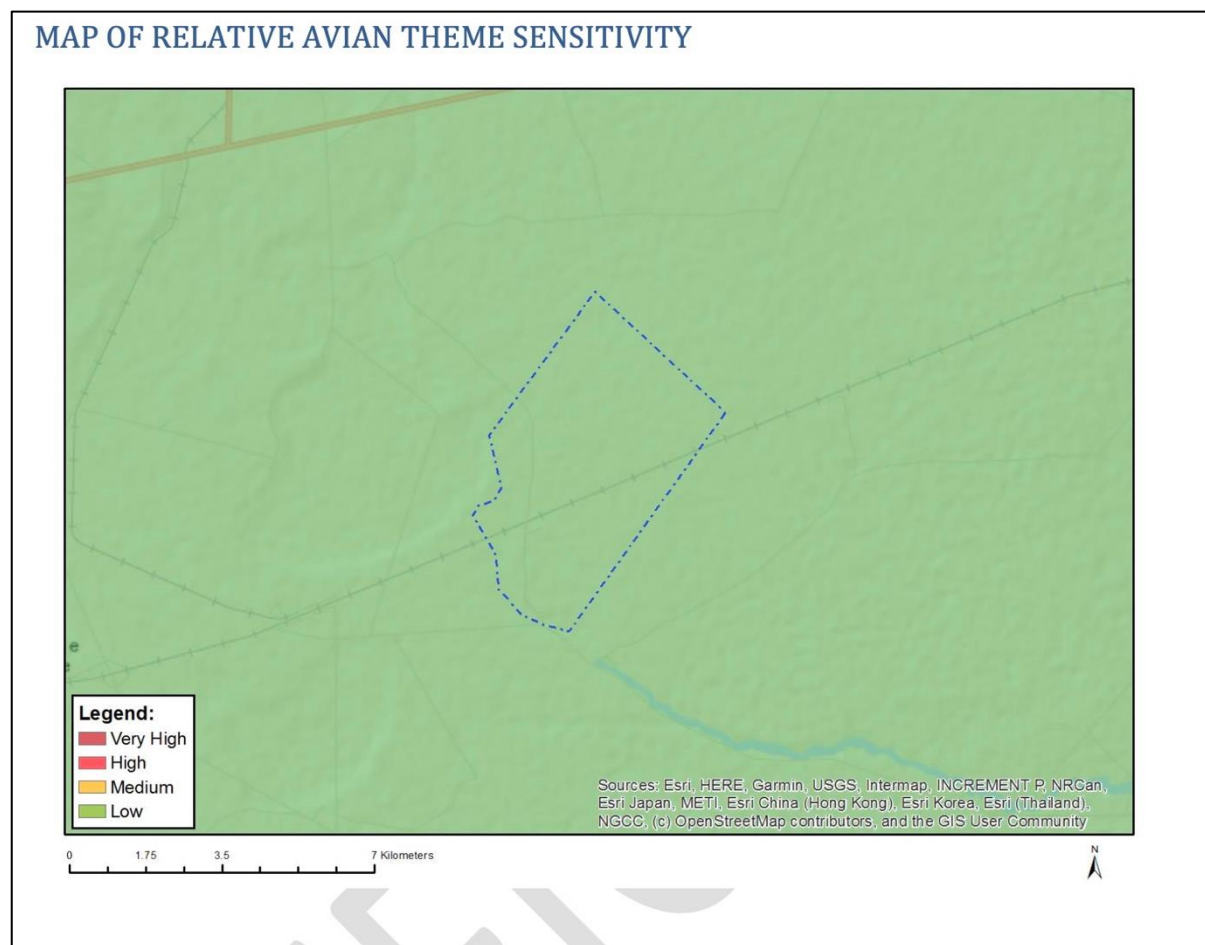 MAP OF RELATIVE AVIAN THEME SENSITIVITY
e
e
Legend:
Very High
High
Medium
Low
Sources: Esri, HERE, Garmin, USGS, Intermap, INCREMENT P, NRCan,
Esri Japan, METI, Esri China (Hong Kong), Esri Korea, Esri (Thailand),
NGCC, (c) OpenStreetMap contributors, and the GIS User Community
0 1.75 3.5 7 Kilometers
N